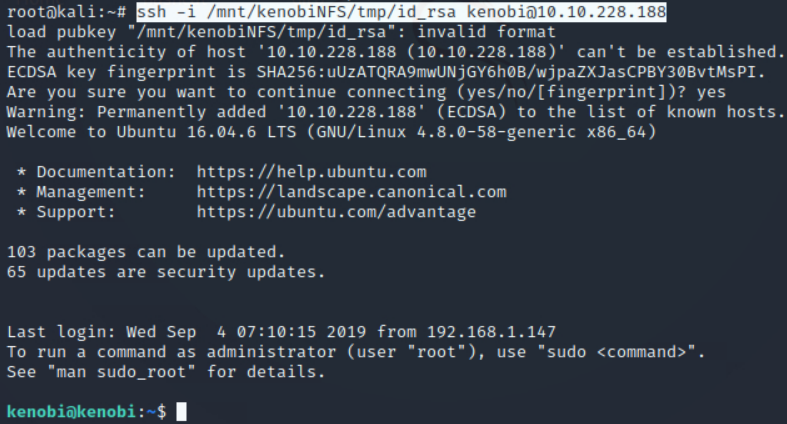 root@kali:~# ssh -i /mnt/kenobiNFS/tmp/id_rsa kenobi@10.10.228.188
load pubkey "/mnt/kenobiNFS/tmp/id_rsa": invalid format
The authenticity of host '10.10.228.188 (10.10.228.188)' can't be established.
ECDSA key fingerprint is SHA256:uUzATQRA9mwUNjGY6h0B/wjpaZXJasCPBY30BvtMsPI.
Are you sure you want to continue connecting (yes/no/[fingerprint])? yes
Warning: Permanently added '10.10.228.188' (ECDSA) to the list of known hosts.
Welcome to Ubuntu 16.04.6 LTS (GNU/Linux 4.8.0-58-generic x86_64)
* Documentation:  https://help.ubuntu.com
* Management:     https://landscape.canonical.com
* Support:        https://ubuntu.com/advantage
103 packages can be updated.
65 updates are security updates.
Last login: Wed Sep  4 07:10:15 2019 from 192.168.1.147
To run a command as administrator (user "root"), use "sudo <command>".
See "man sudo_root" for details.
kenobi@kenobi:~$